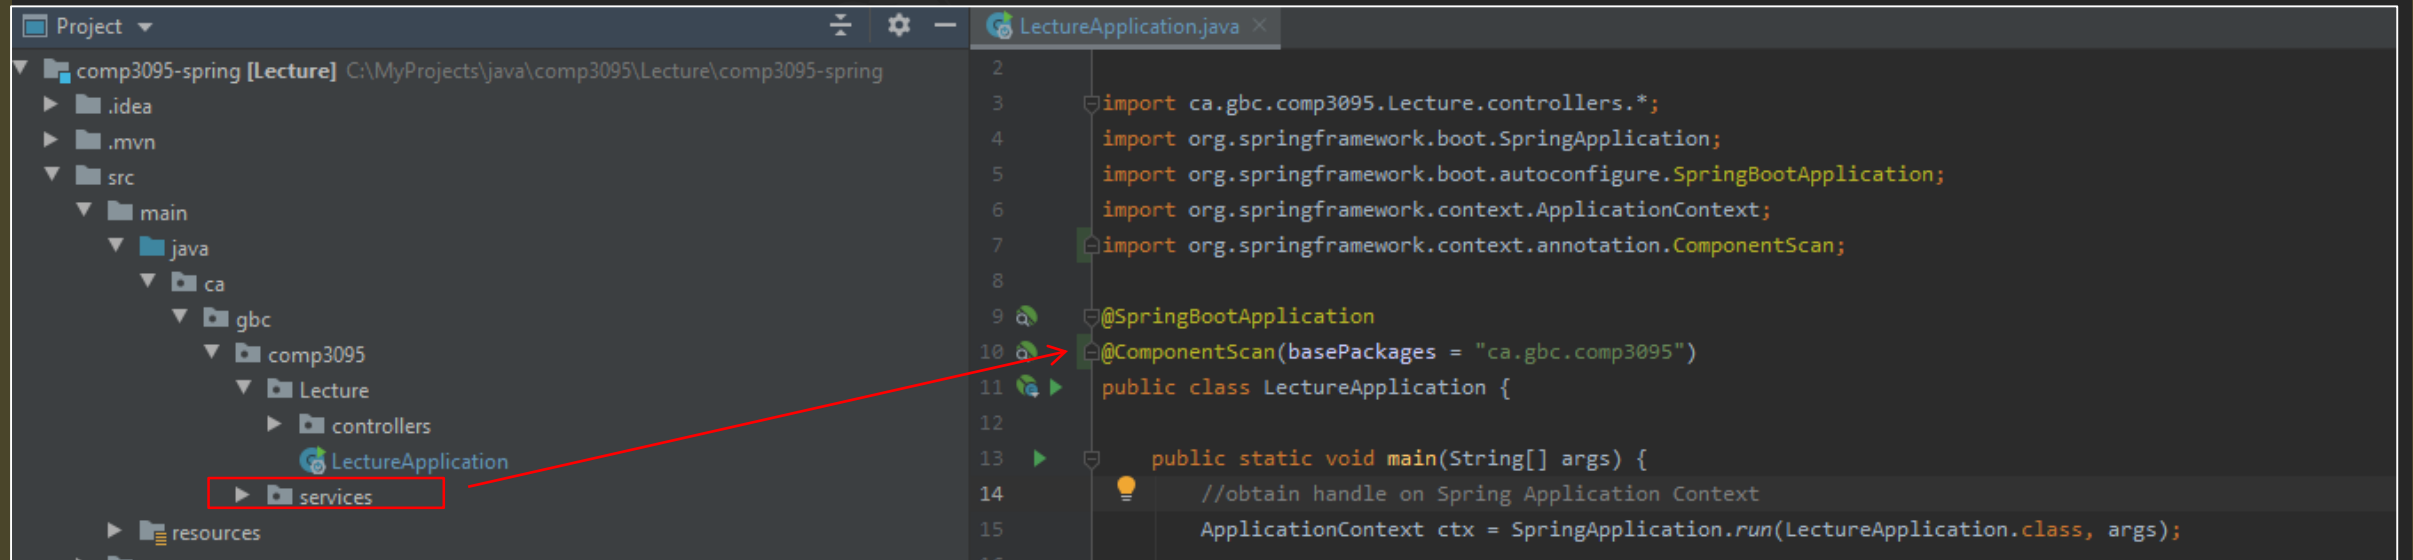 Project
comp3095-spring [Lecture] C:\MyProjects\java\comp3095\Lecture\comp3095-spring
.idea
.mvn
src
main
java
ca
gbc
comp3095
Lecture
controllers
LectureApplication
services
resources
LectureApplication.java
2
3 import ca.gbc.comp3095.Lecture.controllers.*;
4 import org.springframework.boot.SpringApplication;
5 import org.springframework.boot.autoconfigure.SpringBootApplication;
6 import org.springframework.context.ApplicationContext;
7 import org.springframework.context.annotation.ComponentScan;
8
9 @SpringBootApplication
10 @ComponentScan(basePackages = "ca.gbc.comp3095")
11 public class LectureApplication {
12
13 public static void main(String[] args) {
14 //obtain handle on Spring Application Context
15 ApplicationContext ctx = SpringApplication.run(LectureApplication.class, args);